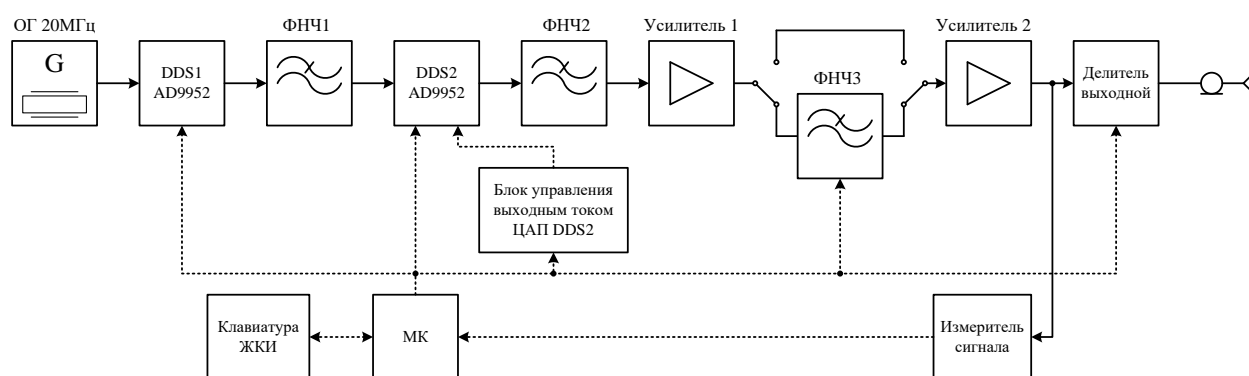 ОГ 20МГц
ФНЧ1
ФНЧ2
Усилитель 1
Усилитель 2
G
DDS1
AD9952
DDS2
AD9952
ФНЧ3
Делитель
выходной
Блок управления
выходным током
ЦАП DDS2
Клавиатура
ЖКИ
МК
Измеритель
сигнала